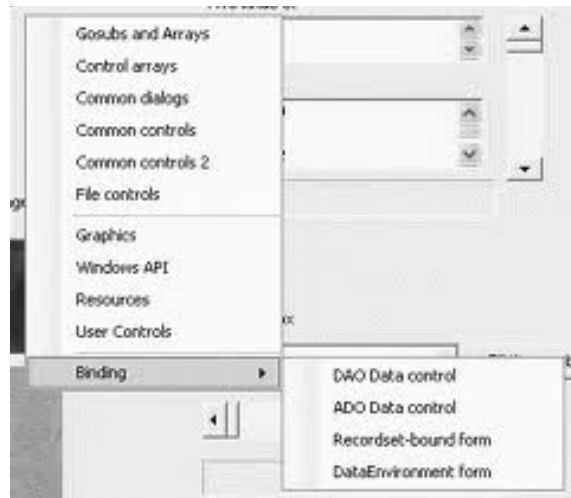 Gosubs and Arrays
Control arrays
Common dialogs
Common controls
Common controls 2
File controls
Graphics
Windows API
Resources
User Controls
Binding
DAO Data control
ADO Data control
Recordset-bound form
DataEnvironment form